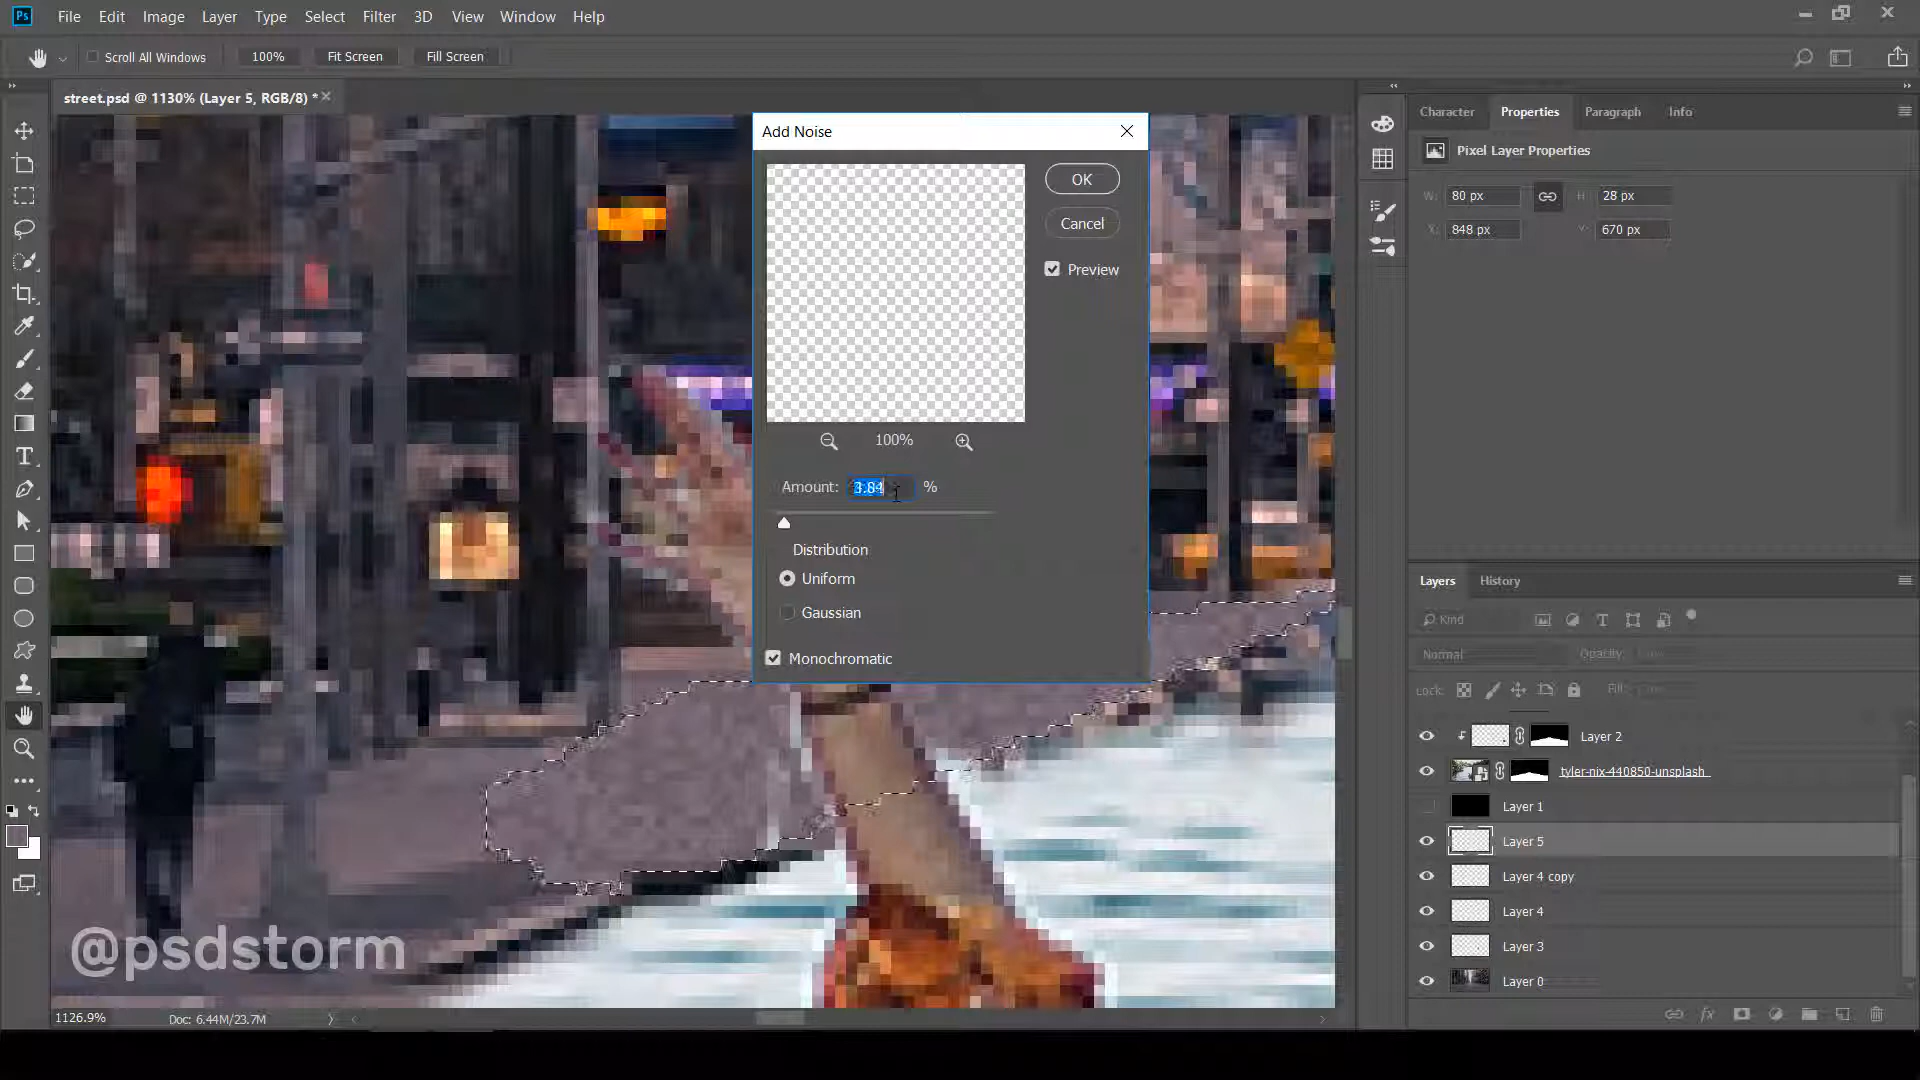 Ps File Edit Image Layer Type Select Filter 3D View Window Help
Scroll All Windows 100% Fit Screen Fill Screen
street.psd @ 1130% (Layer 5, RGB/8) *
Add Noise
OK
Cancel
Preview
100%
Amount: %
Distribution
Uniform
Gaussian
Monochromatic
Character Properties Paragraph Info
Pixel Layer Properties
W: 80 px H: 28 px
X: 848 px Y: 670 px
Layers History
Kind
Normal Opacity:
Lock: Fill:
Layer 2
tyler-nix-440850-unsplash
Layer 1
Layer 5
Layer 4 copy
Layer 4
Layer 3
Layer 0
@psdstorm
1126.9% Doc: 6.44M/23.7M